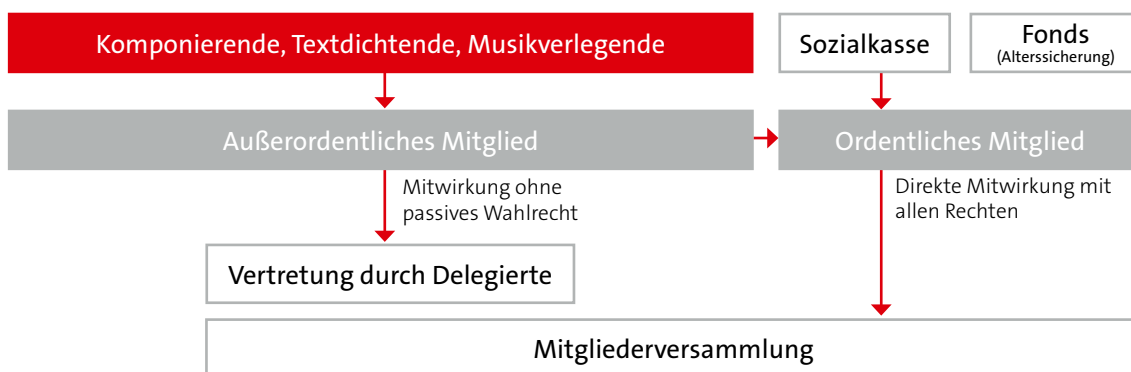 Komponierende, Textdichtende, Musikverlegende
Sozialkasse
Fonds
(Alterssicherung)
Außerordentliches Mitglied
Ordentliches Mitglied
Mitwirkung ohne
passives Wahlrecht
Direkte Mitwirkung mit
allen Rechten
Vertretung durch Delegierte
Mitgliederversammlung